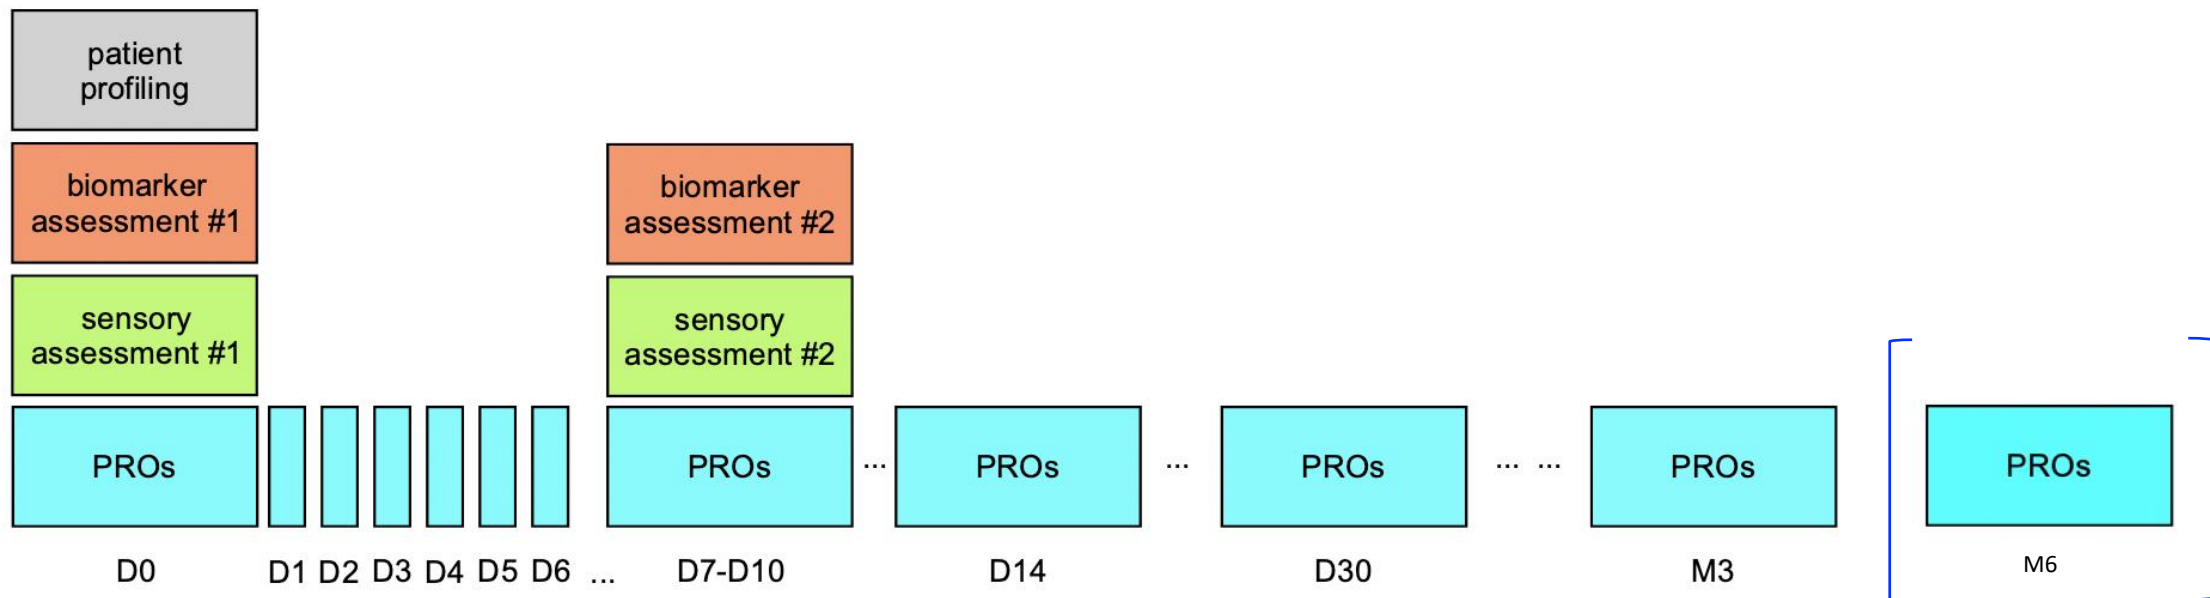 patient
profiling
biomarker
assessment #1
biomarker
assessment #2
sensory
assessment #1
sensory
assessment #2
PROs
PROs
...
PROs
...
PROs
... ...
PROs
PROs
D0
D1
D2
D3
D4
D5
D6
...
D7-D10
D14
D30
M3
M6